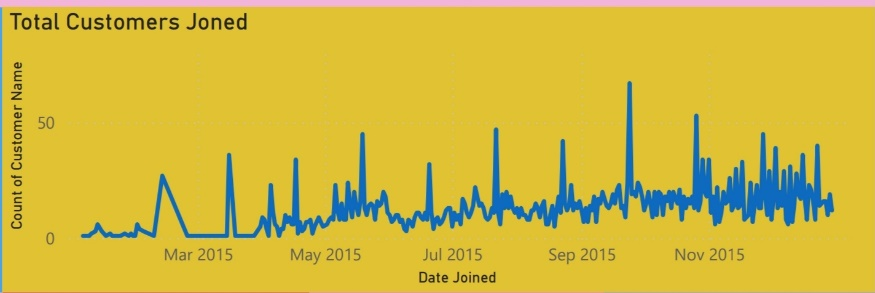 Total Customers Joned
Count of Customer Name
50
0
Mar 2015 May 2015 Jul 2015 Sep 2015 Nov 2015
Date Joined